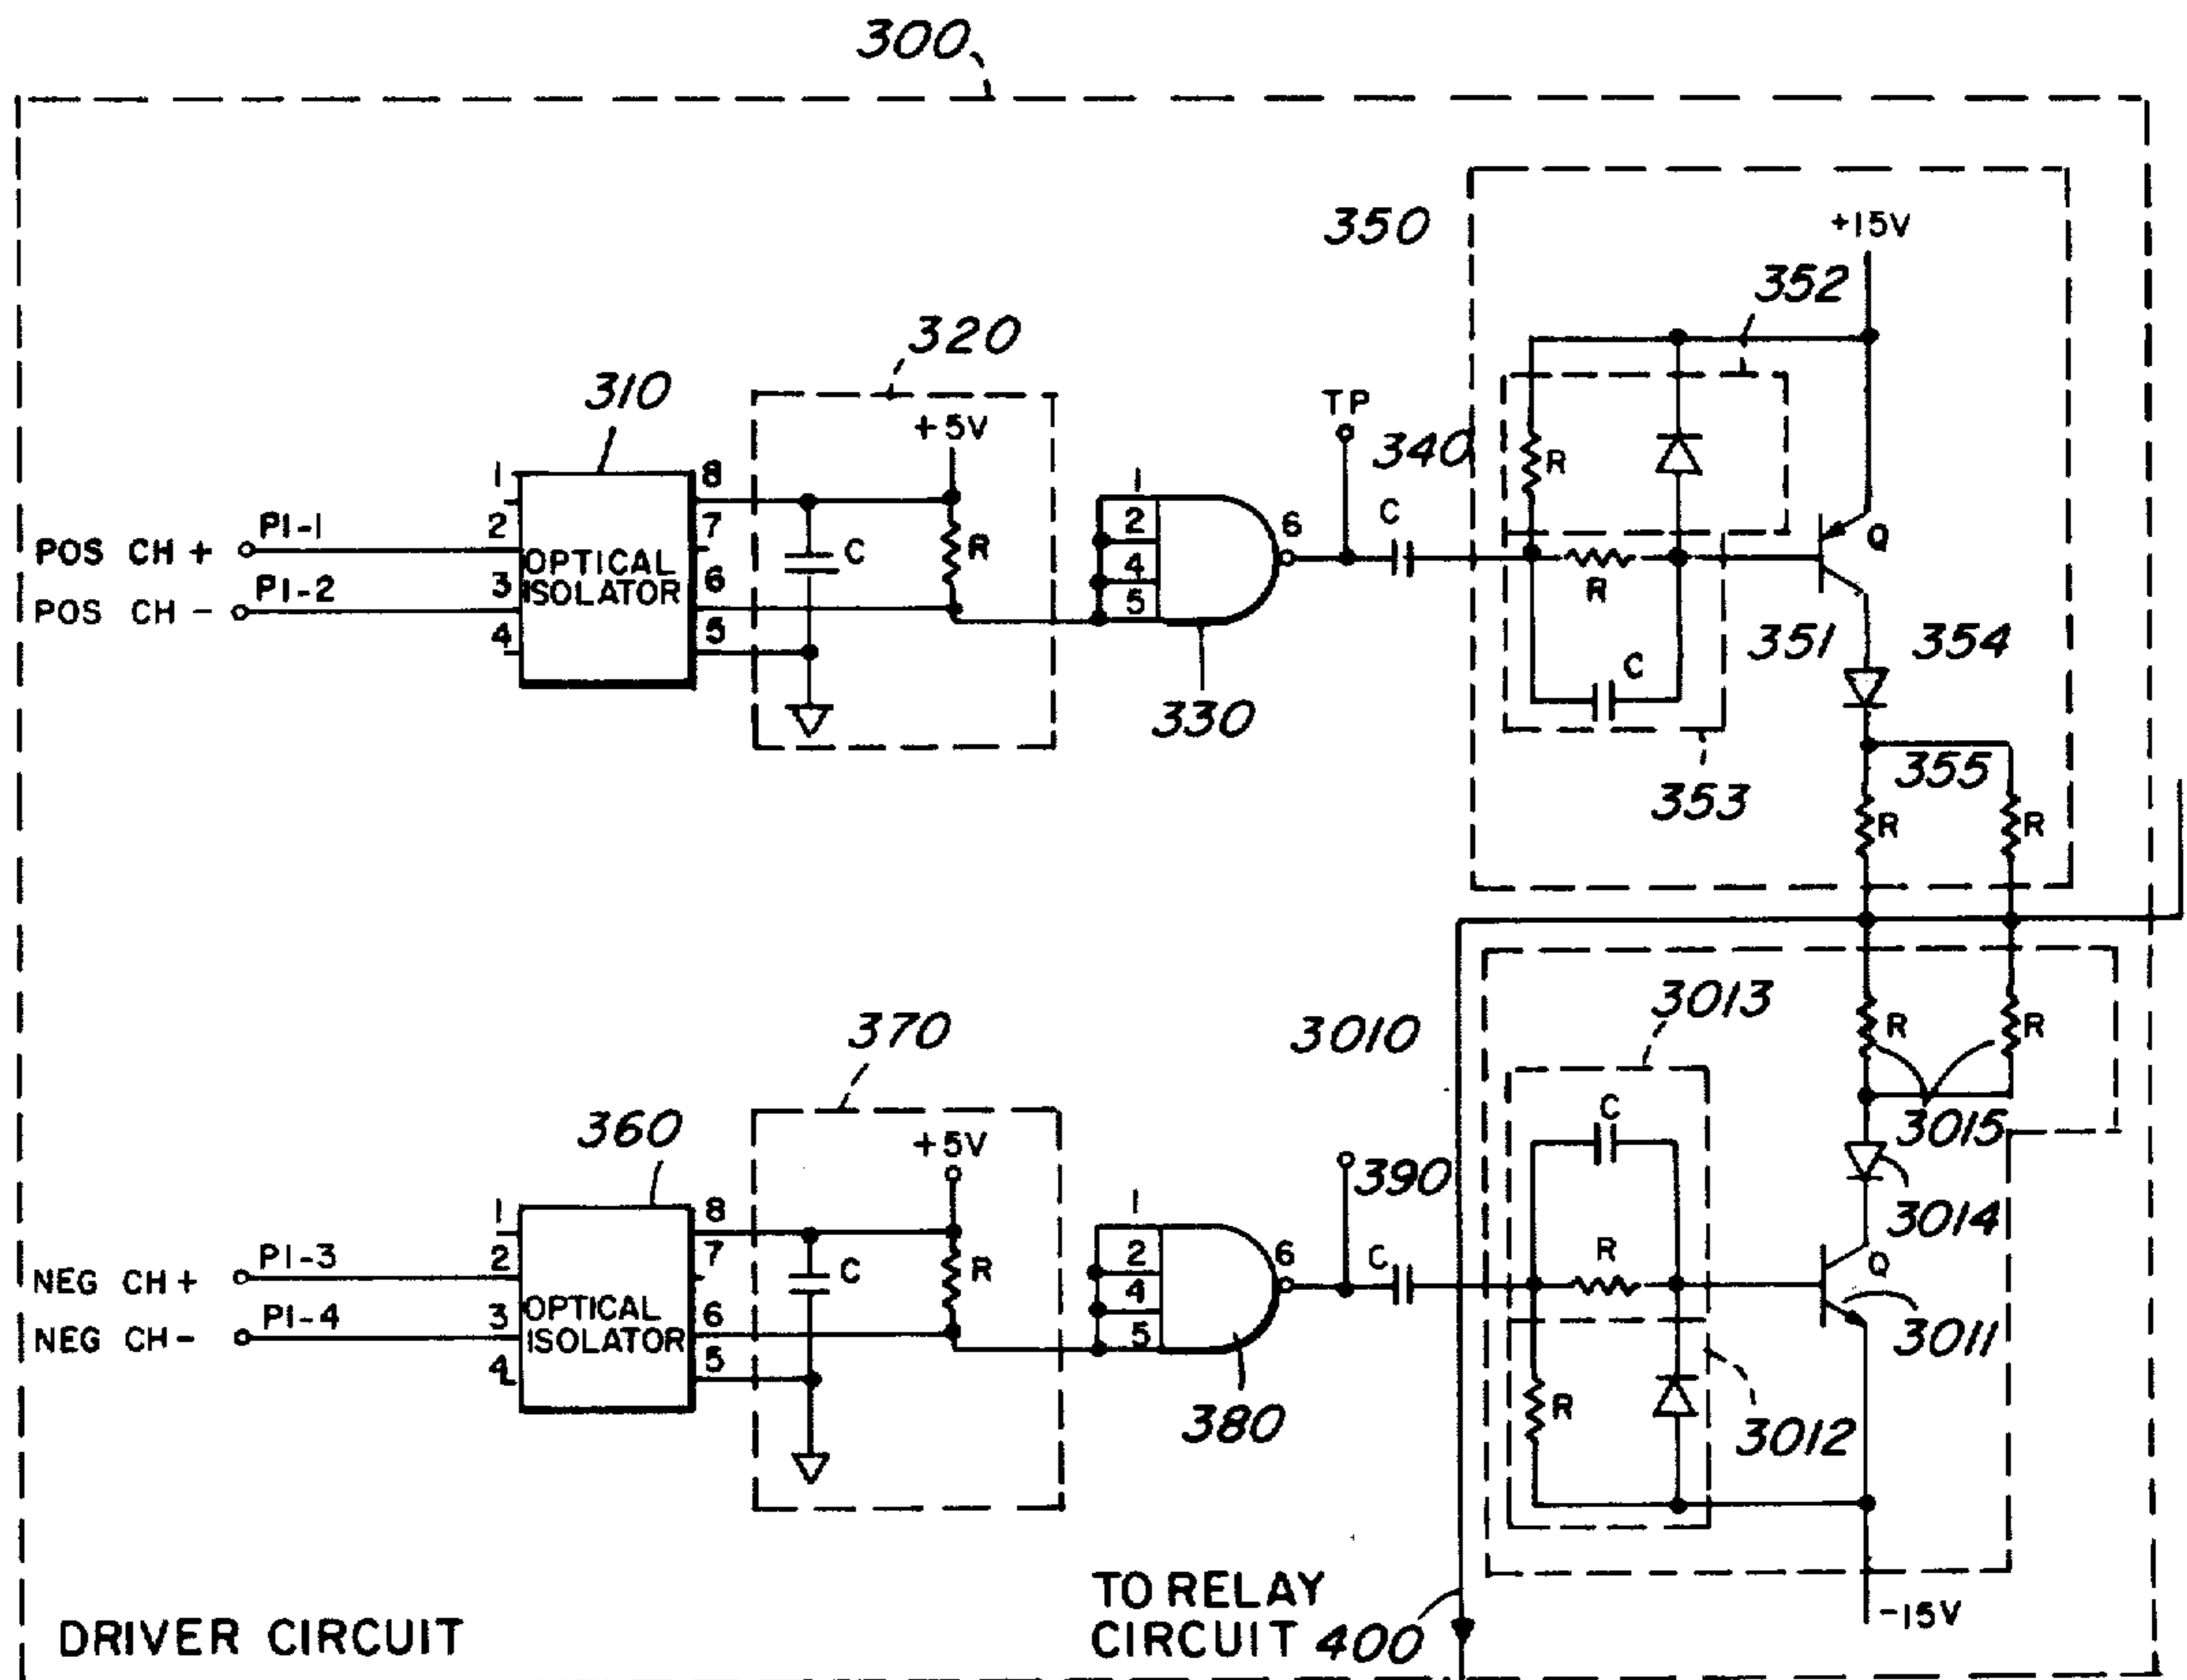 300
350
+15V
352
320
310
+5V
TP
340
R
1
8
1
C
Q
2
7
2
6
POS CH + P1-1
OPTICAL
ISOLATOR
C
R
4
R
3
6
5
POS CH - P1-2
4
5
C
351
354
330
353
355
R
R
3013
3010
370
R
R
360
+5V
C
3015
390
1
8
1
3014
2
7
2
6
C
R
Q
NEG CH + P1-3
OPTICAL
ISOLATOR
C
R
4
3
6
5
NEG CH - P1-4
4
5
3011
380
R
3012
TO RELAY
CIRCUIT 400
-15V
DRIVER CIRCUIT